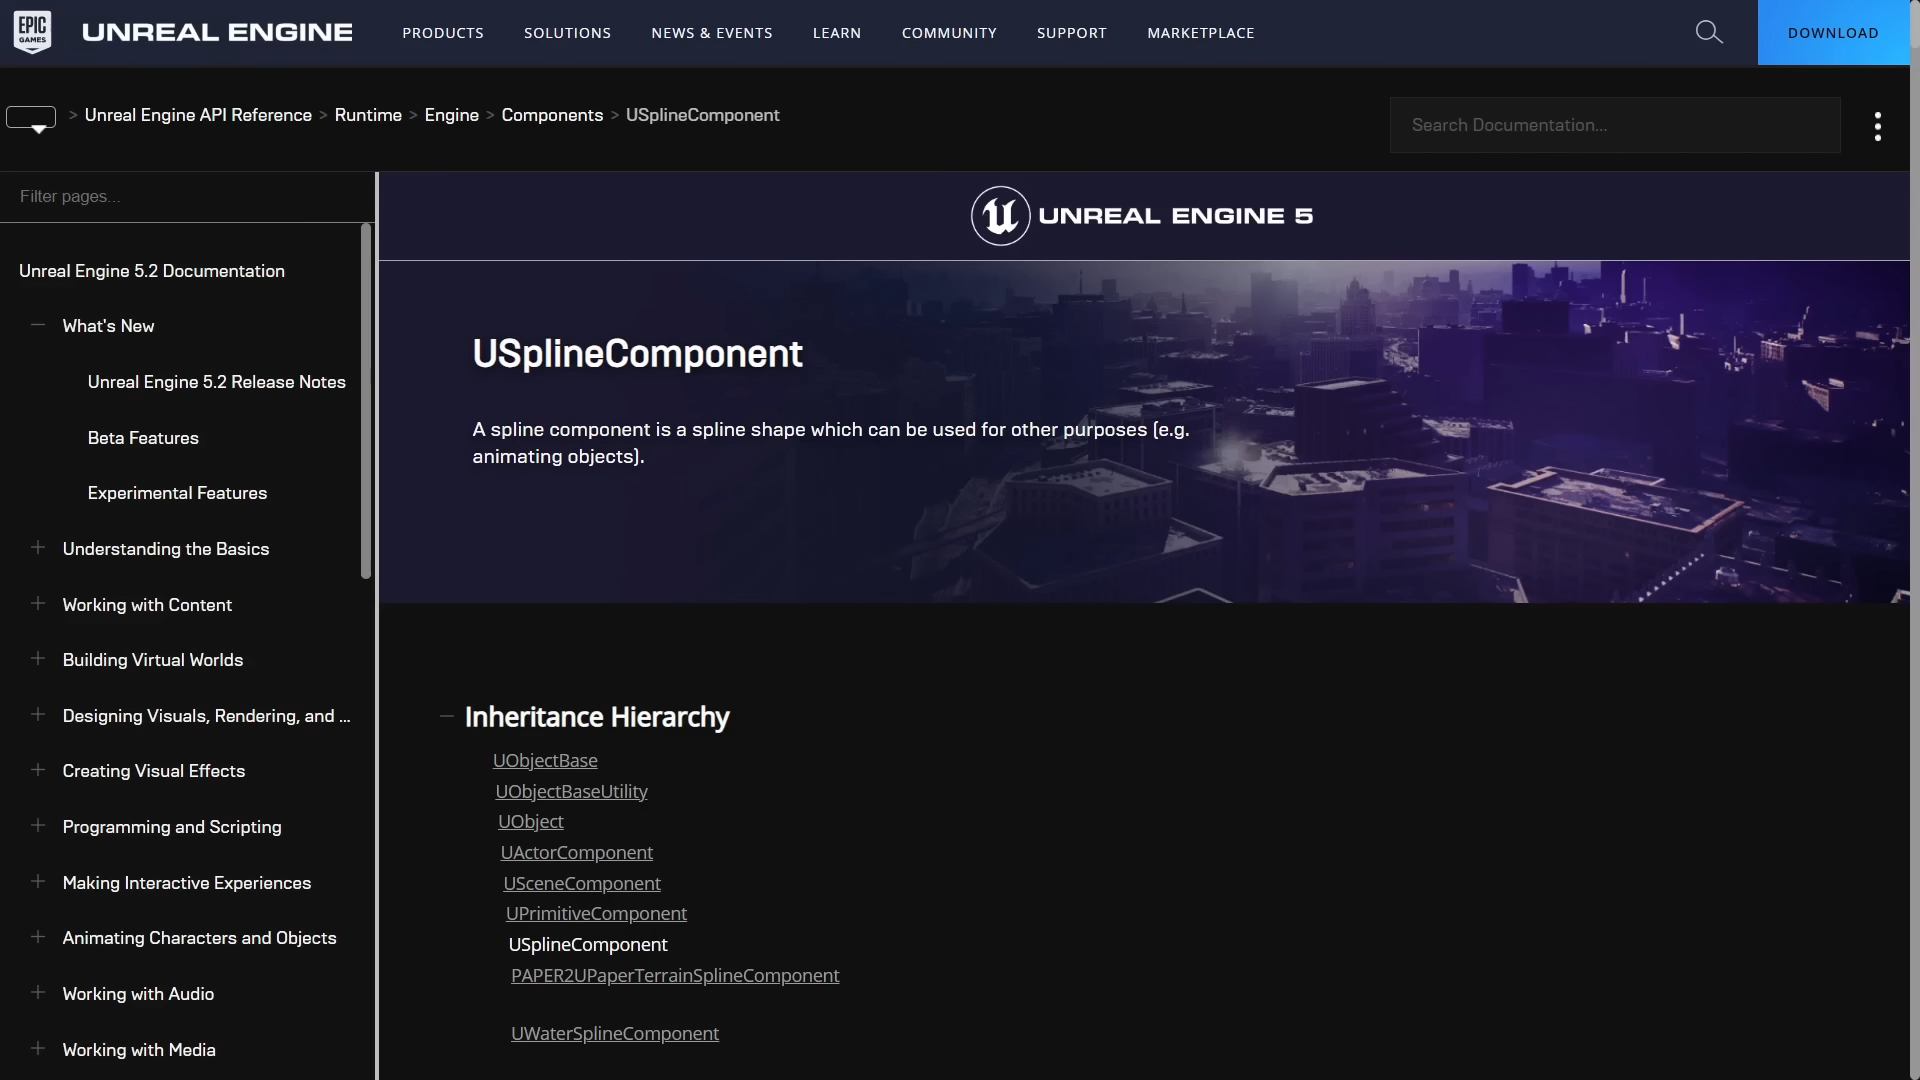 EPIC
GAMES
UNREAL ENGINE
PRODUCTS
SOLUTIONS
NEWS & EVENTS
LEARN
COMMUNITY
SUPPORT
MARKETPLACE
DOWNLOAD
> Unreal Engine API Reference > Runtime > Engine > Components > USplineComponent
Search Documentation...
Filter pages...
Unreal Engine 5.2 Documentation
What's New
Unreal Engine 5.2 Release Notes
Beta Features
Experimental Features
Understanding the Basics
Working with Content
Building Virtual Worlds
Designing Visuals, Rendering, and ...
Creating Visual Effects
Programming and Scripting
Making Interactive Experiences
Animating Characters and Objects
Working with Audio
Working with Media
UNREAL ENGINE 5
USplineComponent
A spline component is a spline shape which can be used for other purposes (e.g.
animating objects).
Inheritance Hierarchy
UObjectBase
UObjectBaseUtility
UObject
UActorComponent
USceneComponent
UPrimitiveComponent
USplineComponent
PAPER2UPaperTerrainSplineComponent
UWaterSplineComponent